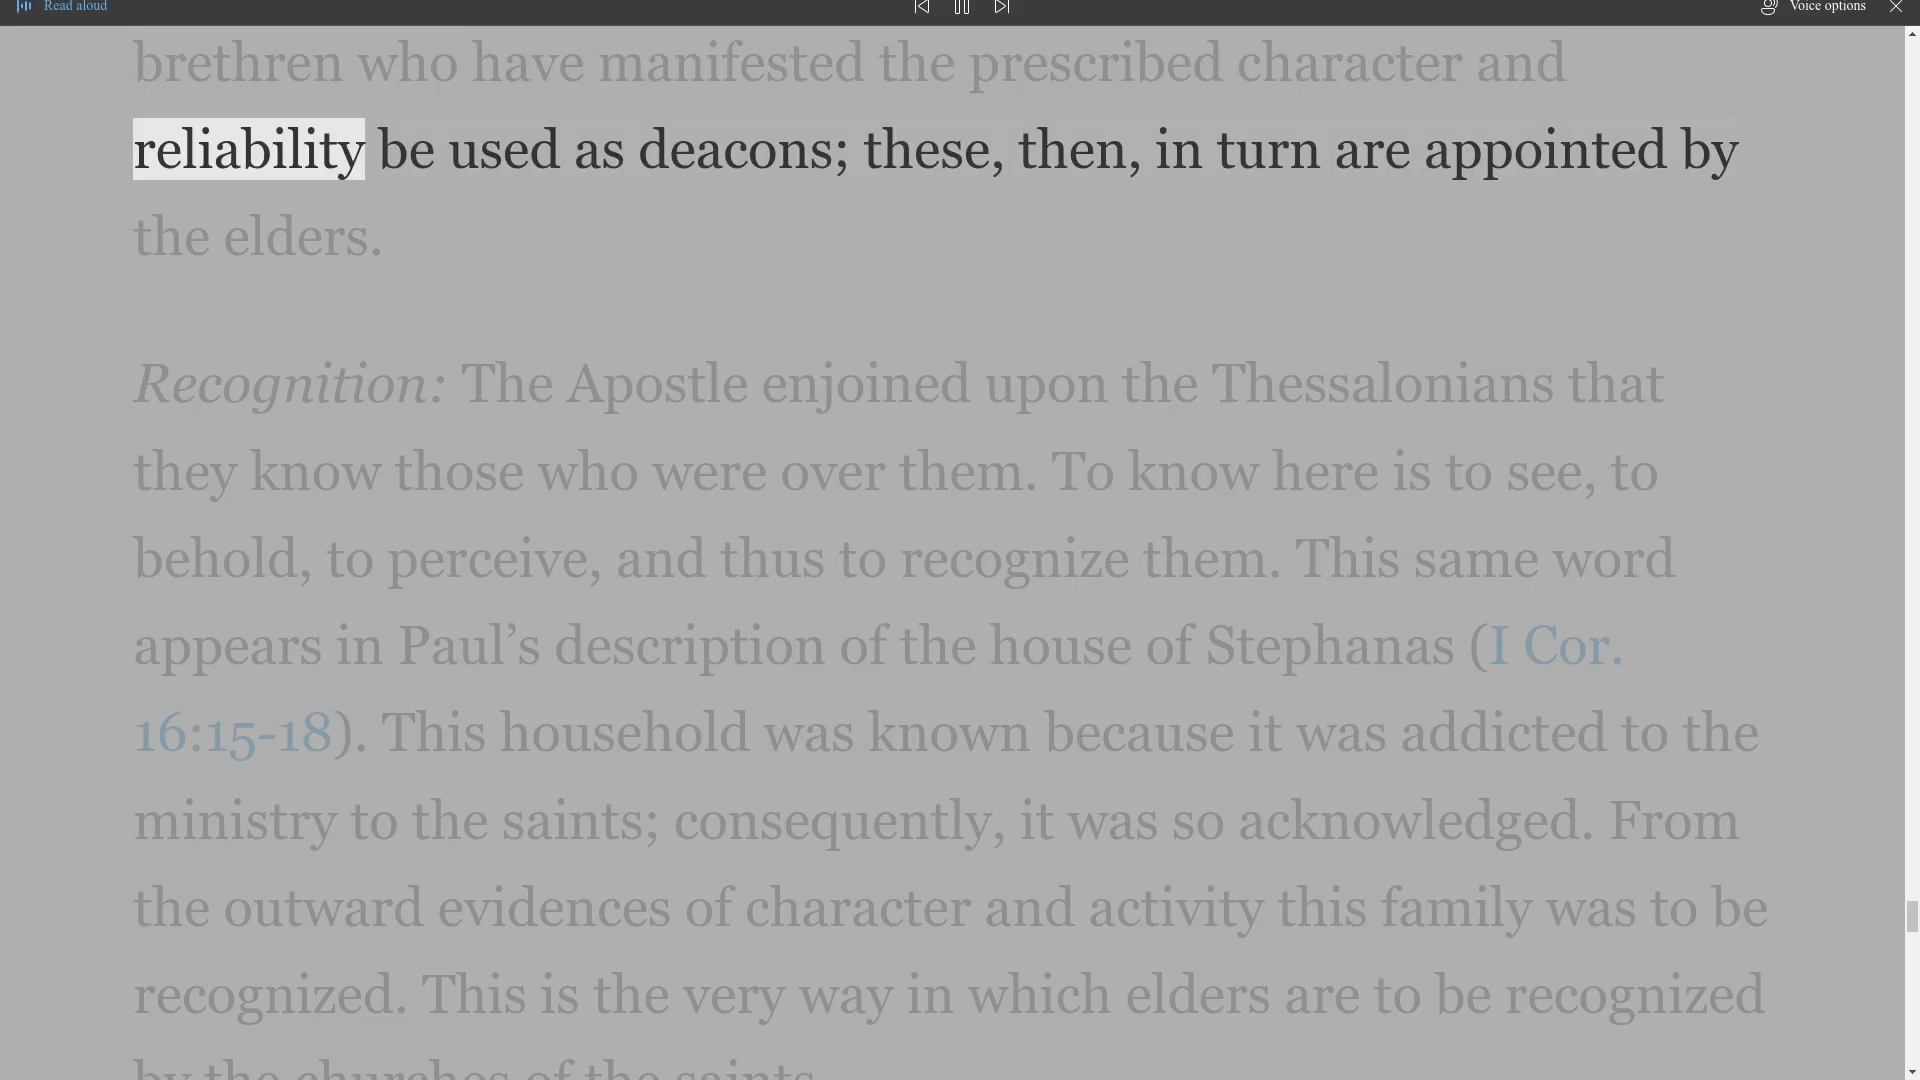 Read aloud
Voice options
brethren who have manifested the prescribed character and
reliability be used as deacons; these, then, in turn are appointed by
the elders.
Recognition: The Apostle enjoined upon the Thessalonians that
they know those who were over them. To know here is to see, to
behold, to perceive, and thus to recognize them. This same word
appears in Paul’s description of the house of Stephanas (I Cor.
16:15-18). This household was known because it was addicted to the
ministry to the saints; consequently, it was so acknowledged. From
the outward evidences of character and activity this family was to be
recognized. This is the very way in which elders are to be recognized
by the churches of the saints.